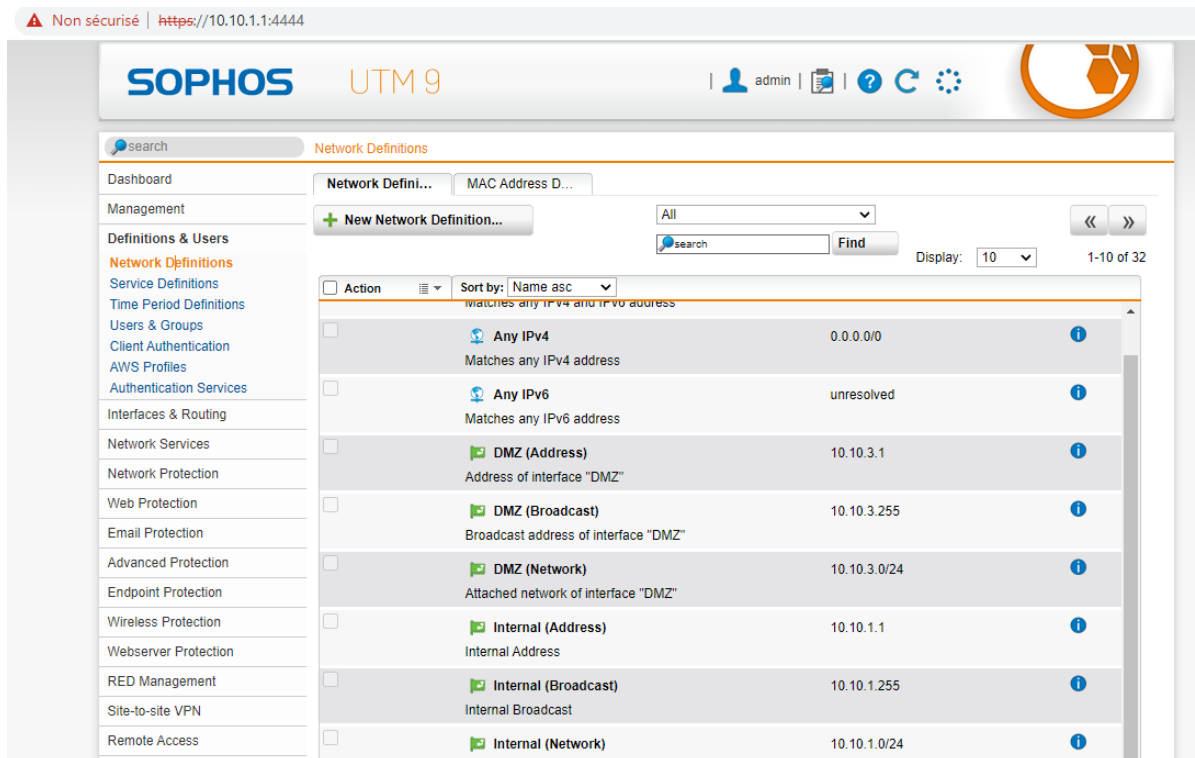 Non sécurisé | https://10.10.1.1:4444
SOPHOS UTM 9 | admin | | ?
search
Network Definitions
Dashboard
Network Defini... MAC Address D...
Management
New Network Definition... All
search Find
Display: 10 1-10 of 32
Definitions & Users
Network Definitions
Service Definitions
Time Period Definitions
Users & Groups
Client Authentication
AWS Profiles
Authentication Services
Interfaces & Routing
Network Services
Network Protection
Web Protection
Email Protection
Advanced Protection
Endpoint Protection
Wireless Protection
Webserver Protection
RED Management
Site-to-site VPN
Remote Access
Action Sort by: Name asc
Matches any IPv4 and IPv6 address
Any IPv4 0.0.0.0/0
Matches any IPv4 address
Any IPv6 unresolved
Matches any IPv6 address
DMZ (Address) 10.10.3.1
Address of interface "DMZ"
DMZ (Broadcast) 10.10.3.255
Broadcast address of interface "DMZ"
DMZ (Network) 10.10.3.0/24
Attached network of interface "DMZ"
Internal (Address) 10.10.1.1
Internal Address
Internal (Broadcast) 10.10.1.255
Internal Broadcast
Internal (Network) 10.10.1.0/24